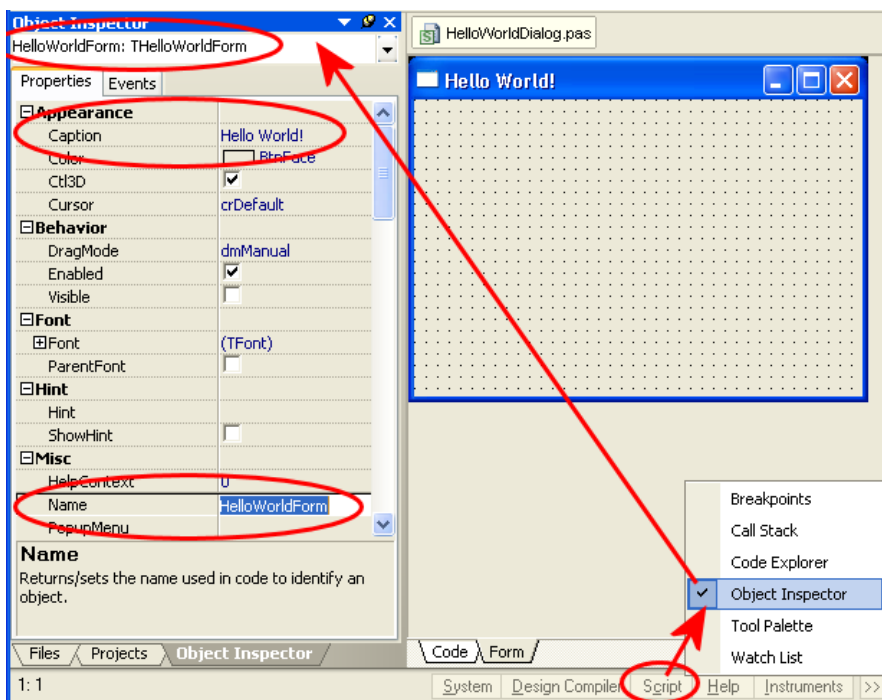 Object Inspector
HelloWorldForm: THelloWorldForm
Properties Events
Appearance
Caption Hello World!
Color BtnFace
Ctl3D
Cursor crDefault
Behavior
DragMode dmManual
Enabled
Visible
Font
Font (TFont)
ParentFont
Hint
Hint
ShowHint
Misc
HelpContext 0
Name HelloWorldForm
PopupMenu
Name
Returns/sets the name used in code to identify an
object.
Files Projects Object Inspector
1: 1
HelloWorldDialog.pas
Hello World!
Breakpoints
Call Stack
Code Explorer
Object Inspector
Tool Palette
Watch List
Code Form
System Design Compiler Script Help Instruments >>